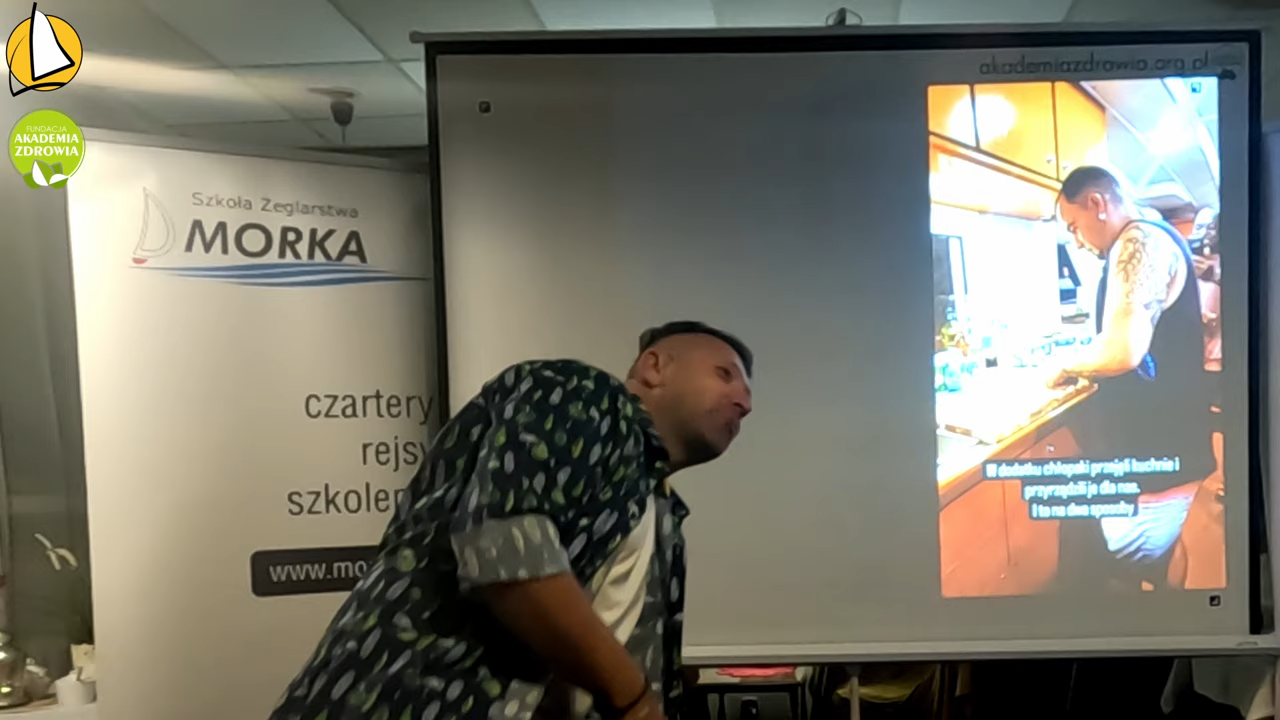 FUNDACJA
AKADEMIA
ZDROWIA
Szkoła Żeglarstwa
MORKA
czartery
rejsy
szkolen
www.mo
akademiazdrowia.org.pl
W dodatku chłopaki przejęli kuchnię i
przyrządzili je dla nas.
I to na dwa sposoby